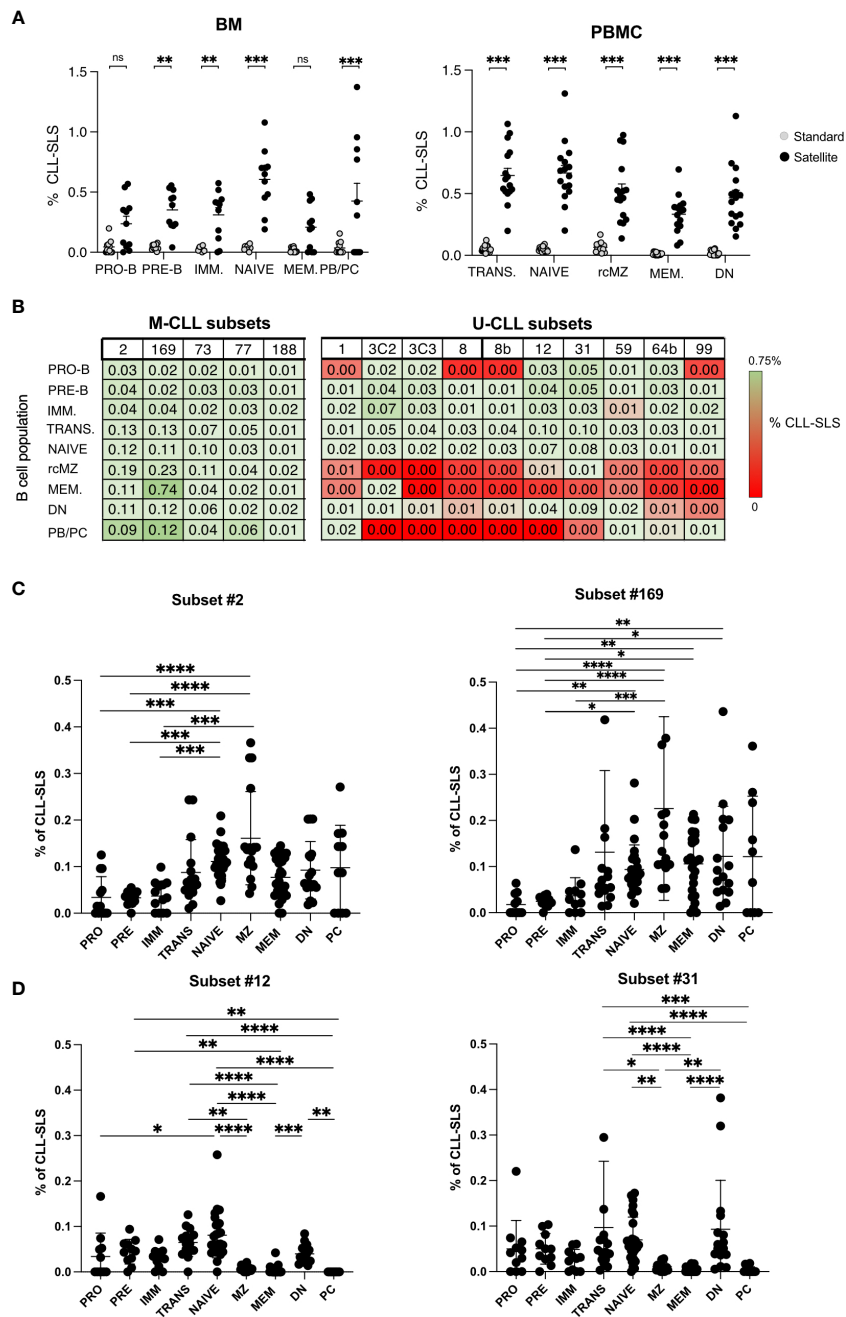 A
BM
PBMC
ns ** ** *** ns ***
*** *** *** *** ***
1.5
1.0
0.5
0.0
% CLL-SLS
PRO-B PRE-B IMM. NAIVE MEM. PB/PC
1.5
1.0
0.5
0.0
% CLL-SLS
TRANS. NAIVE rcMZ MEM. DN
Standard
Satellite
B
M-CLL subsets
U-CLL subsets
2 169 73 77 188 1 3C2 3C3 8 8b 12 31 59 64b 99
PRO-B 0.03 0.02 0.02 0.01 0.01 0.00 0.02 0.02 0.00 0.00 0.03 0.05 0.01 0.03 0.00
PRE-B 0.04 0.02 0.03 0.03 0.01 0.01 0.04 0.03 0.01 0.01 0.04 0.05 0.01 0.03 0.01
IMM. 0.04 0.04 0.02 0.03 0.02 0.02 0.07 0.03 0.01 0.01 0.03 0.03 0.01 0.02 0.02
TRANS. 0.13 0.13 0.07 0.05 0.01 0.01 0.05 0.04 0.02 0.02 0.10 0.10 0.03 0.03 0.01
NAIVE 0.12 0.11 0.10 0.03 0.01 0.02 0.03 0.02 0.02 0.02 0.07 0.08 0.03 0.01 0.01
rcMZ 0.19 0.23 0.11 0.04 0.02 0.01 0.00 0.00 0.00 0.00 0.01 0.01 0.00 0.00 0.00
MEM. 0.11 0.74 0.04 0.02 0.01 0.00 0.02 0.00 0.00 0.00 0.00 0.00 0.00 0.00 0.00
DN 0.11 0.12 0.06 0.02 0.02 0.01 0.01 0.02 0.01 0.01 0.04 0.09 0.02 0.01 0.00
PB/PC 0.09 0.12 0.04 0.06 0.01 0.02 0.00 0.00 0.00 0.00 0.00 0.00 0.01 0.01 0.01
B cell population
0.75%
% CLL-SLS
0
C
Subset #2
**** **** *** *** *** ***
0.5
0.4
0.3
0.2
0.1
0.0
% of CLL-SLS
PRO PRE IMM TRANS NAIVE MZ MEM DN PC
Subset #169
** * ** * **** **** ** *** *
0.5
0.4
0.3
0.2
0.1
0.0
% of CLL-SLS
PRO PRE IMM TRANS NAIVE MZ MEM DN PC
D
Subset #12
** **** ** **** **** **** ** ** * **** ***
0.5
0.4
0.3
0.2
0.1
0.0
% of CLL-SLS
PRO PRE IMM TRANS NAIVE MZ MEM DN PC
Subset #31
*** **** **** **** * ** ** ****
0.5
0.4
0.3
0.2
0.1
0.0
% of CLL-SLS
PRO PRE IMM TRANS NAIVE MZ MEM DN PC